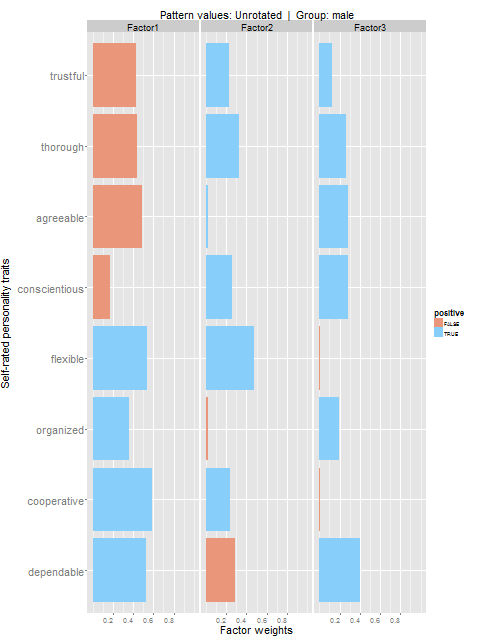 Pattern values: Unrotated | Group: male
Factor1 Factor2 Factor3
trustful
thorough
agreeable
conscientious
flexible
organized
cooperative
dependable
Self-rated personality traits
0.2 0.4 0.6 0.8 0.2 0.4 0.6 0.8 0.2 0.4 0.6 0.8
Factor weights
positive
FALSE
TRUE